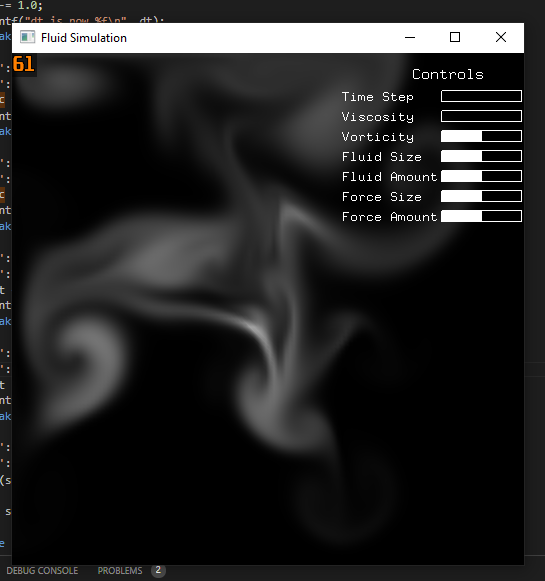 -= 1.0;
ntf("dt is now %f\n", dt);
Fluid Simulation
61
Controls
Time Step
Viscosity
Vorticity
Fluid Size
Fluid Amount
Force Size
Force Amount
DEBUG CONSOLE
PROBLEMS
2